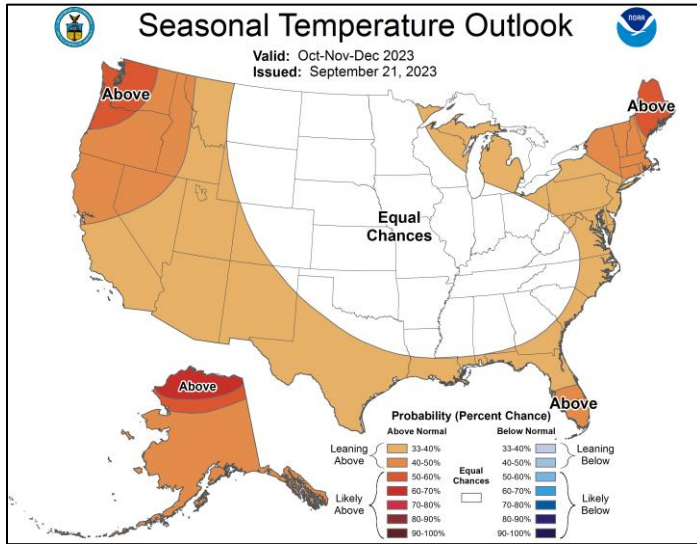 Seasonal Temperature Outlook
NOAA
Valid: Oct-Nov-Dec 2023
Issued: September 21, 2023
Above
Above
Equal
Chances
Above
Above
Probability (Percent Chance)
Above Normal
Below Normal
Leaning
Above
33-40%
40-50%
Likely
Above
50-60%
60-70%
70-80%
80-90%
90-100%
Equal
Chances
33-40%
40-50%
Leaning
Below
50-60%
60-70%
70-80%
80-90%
90-100%
Likely
Below